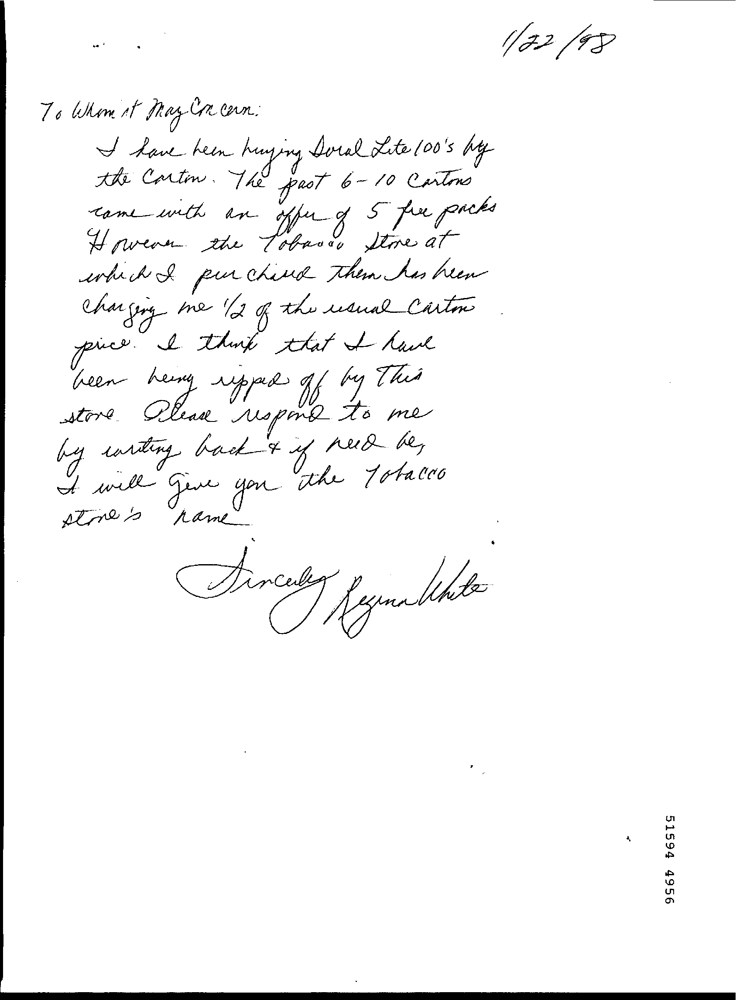 1/22/98
To Whom it May Concern:
I have been buying Doral Lite 100's by
the Carton. The past 6-10 Cartons
came with an offer of 5 free packs
However the Tobacco Store at
which I purchased them has been
charging me 1/2 of the usual Carton
price. I think that I have
been being ripped off by this
store. Please respond to me
by writing back & if need be,
I will give you the Tobacco
store's name
Sincerely Regina White
51594 4956